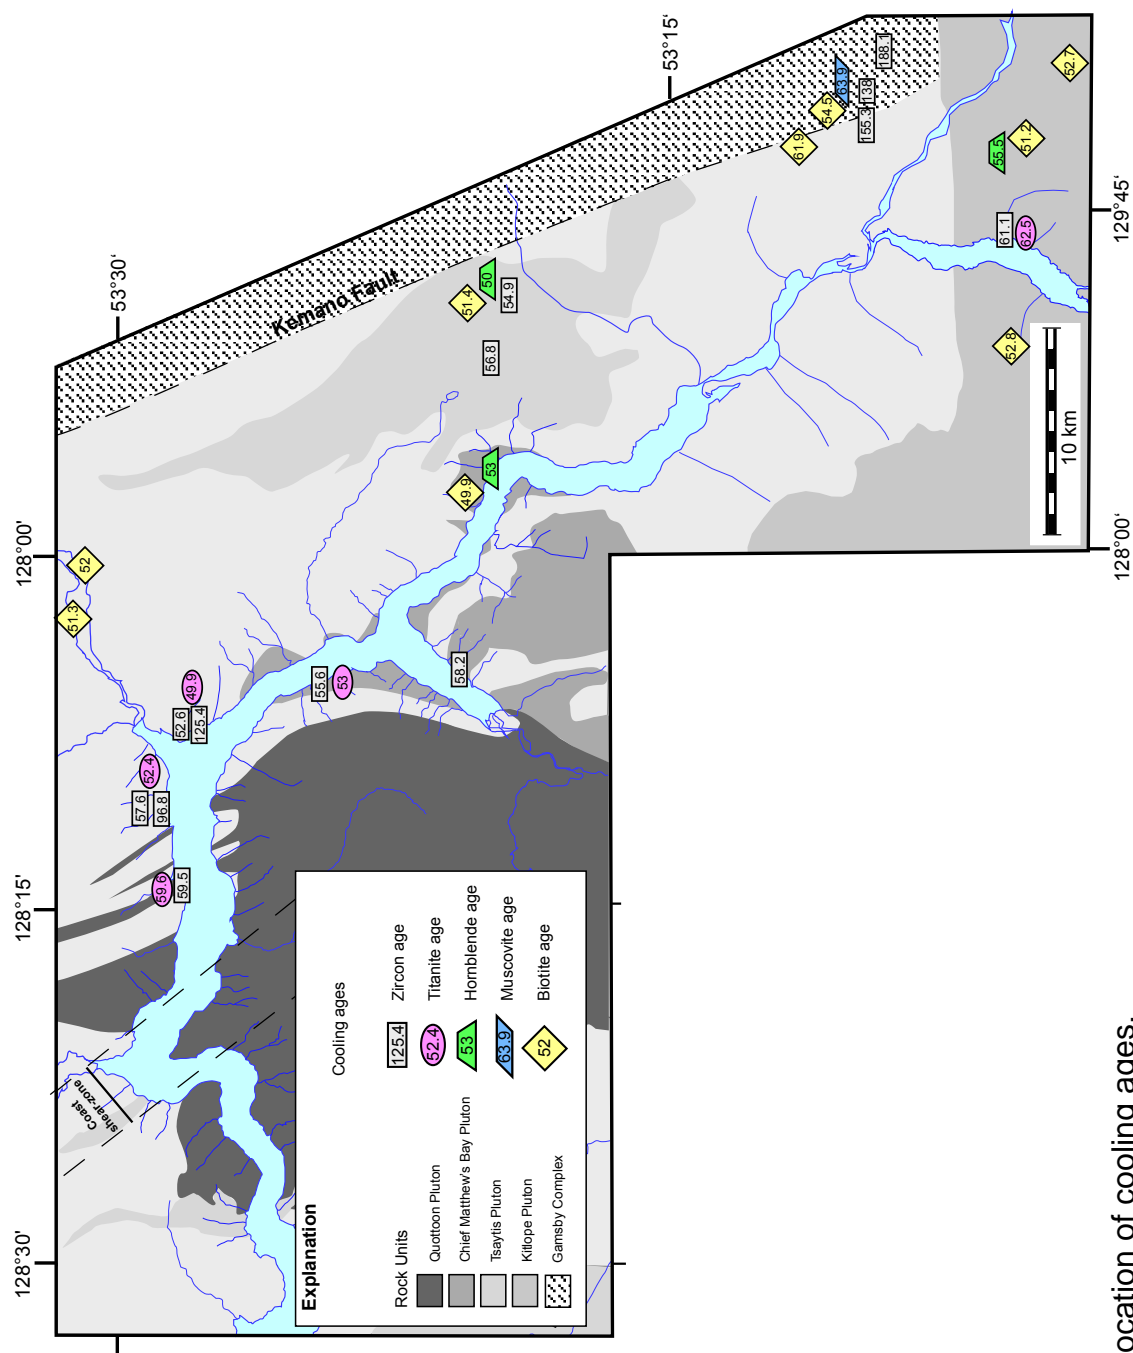 128°30'
128°15'
128°00'
53°30'
53°15'
129°45'
128°00'
Coast
shear-zone
Kemano Fault
59.6
59.5
57.6
96.8
52.4
52.6
125.4
49.9
51.3
52
55.6
53
58.2
49.9
53
56.8
51.4
50
54.9
61.9
54.5
63.9
155.3
138
188.1
61.1
62.5
55.5
51.2
52.7
52.8
10 km
Explanation
Rock Units
Quottoon Pluton
Chief Matthew's Bay Pluton
Tsaytis Pluton
Kitlope Pluton
Gamsby Complex
Cooling ages
125.4 Zircon age
52.4 Titanite age
53 Hornblende age
63.9 Muscovite age
52 Biotite age
ocation of cooling ages.